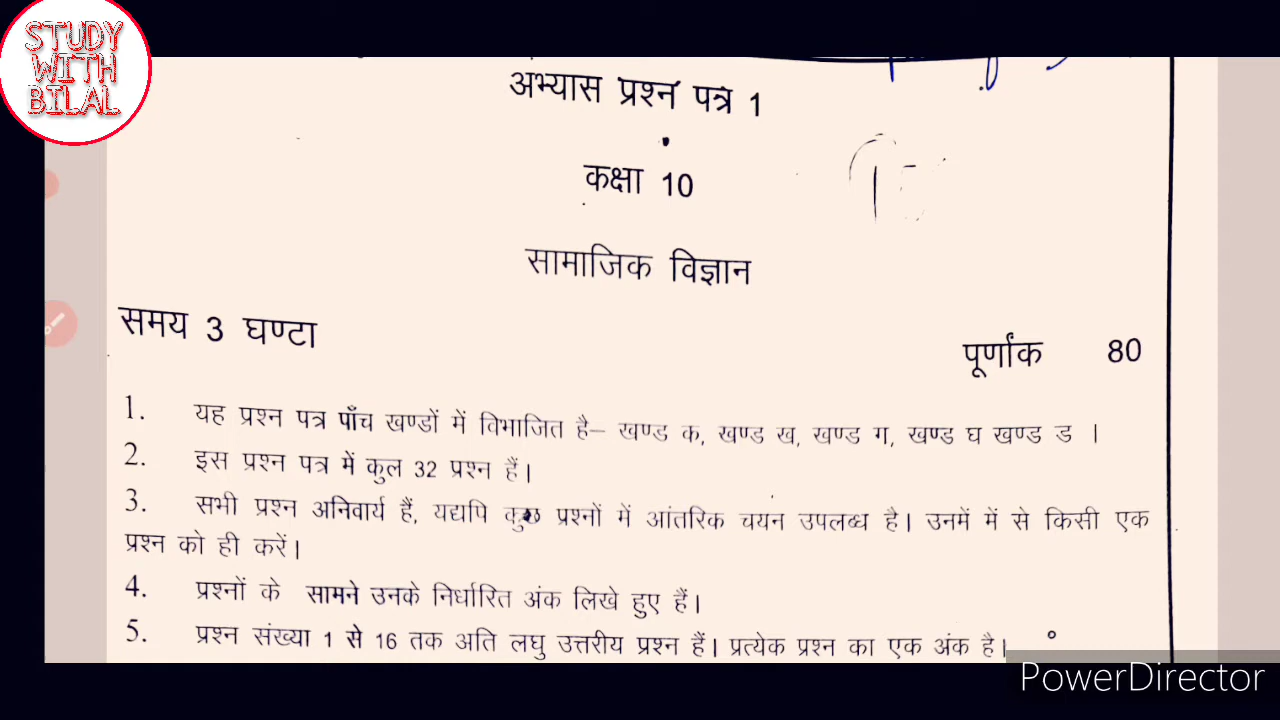 STUDY
WITH
BILAL
अभ्यास प्रश्न पत्र 1
कक्षा 10
सामाजिक विज्ञान
समय 3 घण्टा
पूर्णांक 80
1. यह प्रश्न पत्र पाँच खण्डों में विभाजित है– खण्ड क, खण्ड ख, खण्ड ग, खण्ड घ खण्ड ड ।
2. इस प्रश्न पत्र में कुल 32 प्रश्न हैं।
3. सभी प्रश्न अनिवार्य हैं, यद्यपि कुछ प्रश्नों में आंतरिक चयन उपलब्ध है। उनमें में से किसी एक
प्रश्न को ही करें।
4. प्रश्नों के सामने उनके निर्धारित अंक लिखे हुए हैं।
5. प्रश्न संख्या 1 से 16 तक अति लघु उत्तरीय प्रश्न हैं। प्रत्येक प्रश्न का एक अंक है।
PowerDirector